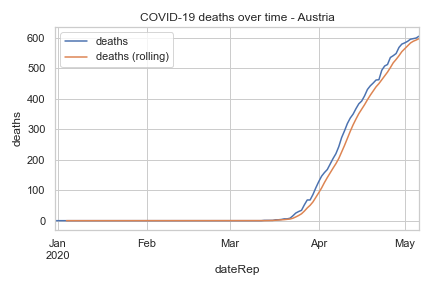 COVID-19 deaths over time - Austria
deaths
deaths (rolling)
600
500
400
300
200
100
0
deaths
Jan
2020
Feb
Mar
Apr
May
dateRep